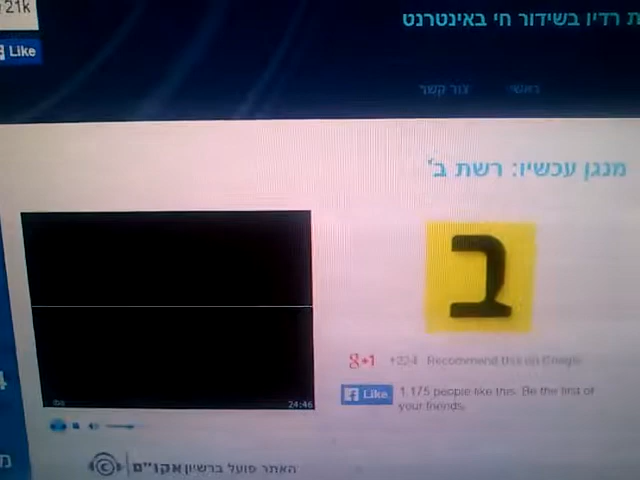 21k
Like
ת רדיו בשידור חי באינטרנט
ראשי
צור קשר
מנגן עכשיו: רשת ב'
ב
g+1 +224 Recommend this on Google
Like 1,175 people like this. Be the first of
your friends.
24:46
האתר פועל ברשיון אקו"ם